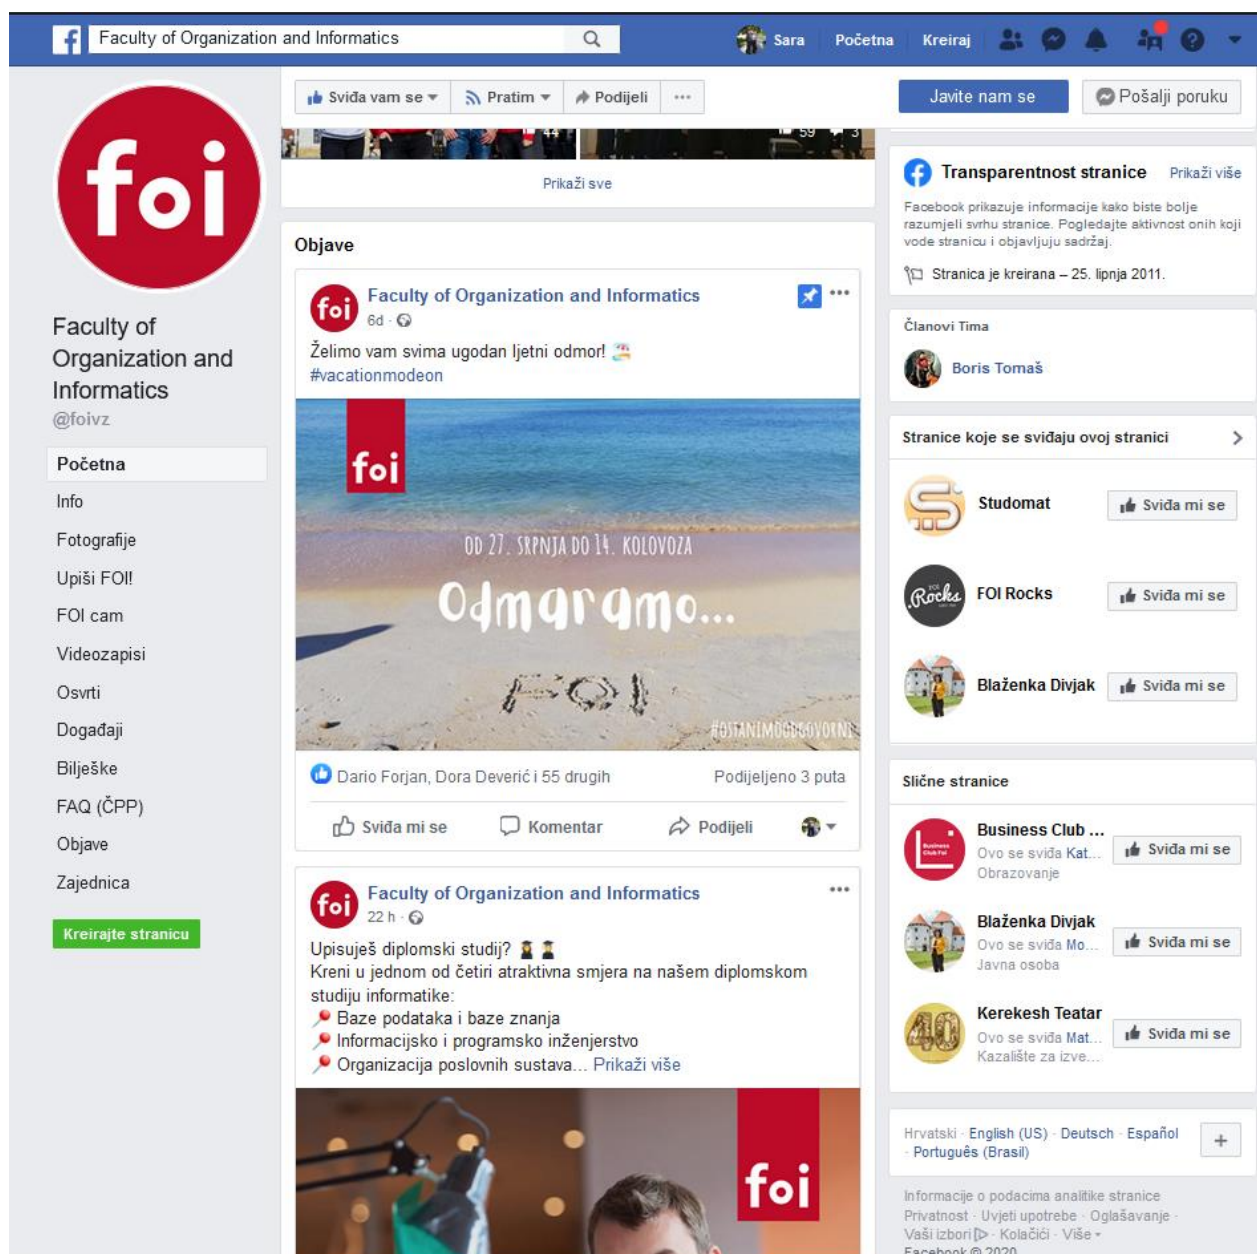 Faculty of Organization and Informatics
Sara
Početna
Kreiraj
foi
Faculty of
Organization and
Informatics
@foivz
Početna
Info
Fotografije
Upiši FOI!
FOI cam
Videozapisi
Osvrti
Događaji
Bilješke
FAQ (ČPP)
Objave
Zajednica
Kreirajte stranicu
Sviđa vam se
Pratim
Podijeli
Javite nam se
Pošalji poruku
44
59
3
Prikaži sve
Objave
foi
Faculty of Organization and Informatics
6d ·
Želimo vam svima ugodan ljetni odmor!
#vacationmodeon
foi
OD 27. SRPNJA DO 14. KOLOVOZA
Odmaramo...
FOI
#OSTANIMOODGOVORNI
Dario Forjan, Dora Deverić i 55 drugih
Podijeljeno 3 puta
Sviđa mi se
Komentar
Podijeli
foi
Faculty of Organization and Informatics
22 h ·
Upisuješ diplomski studij?
Kreni u jednom od četiri atraktivna smjera na našem diplomskom
studiju informatike:
Baze podataka i baze znanja
Informacijsko i programsko inženjerstvo
Organizacija poslovnih sustava... Prikaži više
foi
Transparentnost stranice
Prikaži više
Facebook prikazuje informacije kako biste bolje
razumjeli svrhu stranice. Pogledajte aktivnost onih koji
vode stranicu i objavljuju sadržaj.
Stranica je kreirana – 25. lipnja 2011.
Članovi Tima
Boris Tomaš
Stranice koje se sviđaju ovoj stranici
Studomat
Sviđa mi se
FOI Rocks
FOI Rocks
Sviđa mi se
Blaženka Divjak
Sviđa mi se
Slične stranice
Business Club Foi
Business Club ...
Ovo se sviđa Kat...
Obrazovanje
Sviđa mi se
Blaženka Divjak
Ovo se sviđa Mo...
Javna osoba
Sviđa mi se
40
Kerekesh Teatar
Ovo se sviđa Mat...
Kazalište za izve...
Sviđa mi se
Hrvatski · English (US) · Deutsch · Español
· Português (Brasil)
Informacije o podacima analitike stranice
Privatnost · Uvjeti upotrebe · Oglašavanje ·
Vaši izbori · Kolačići · Više
Facebook © 2020